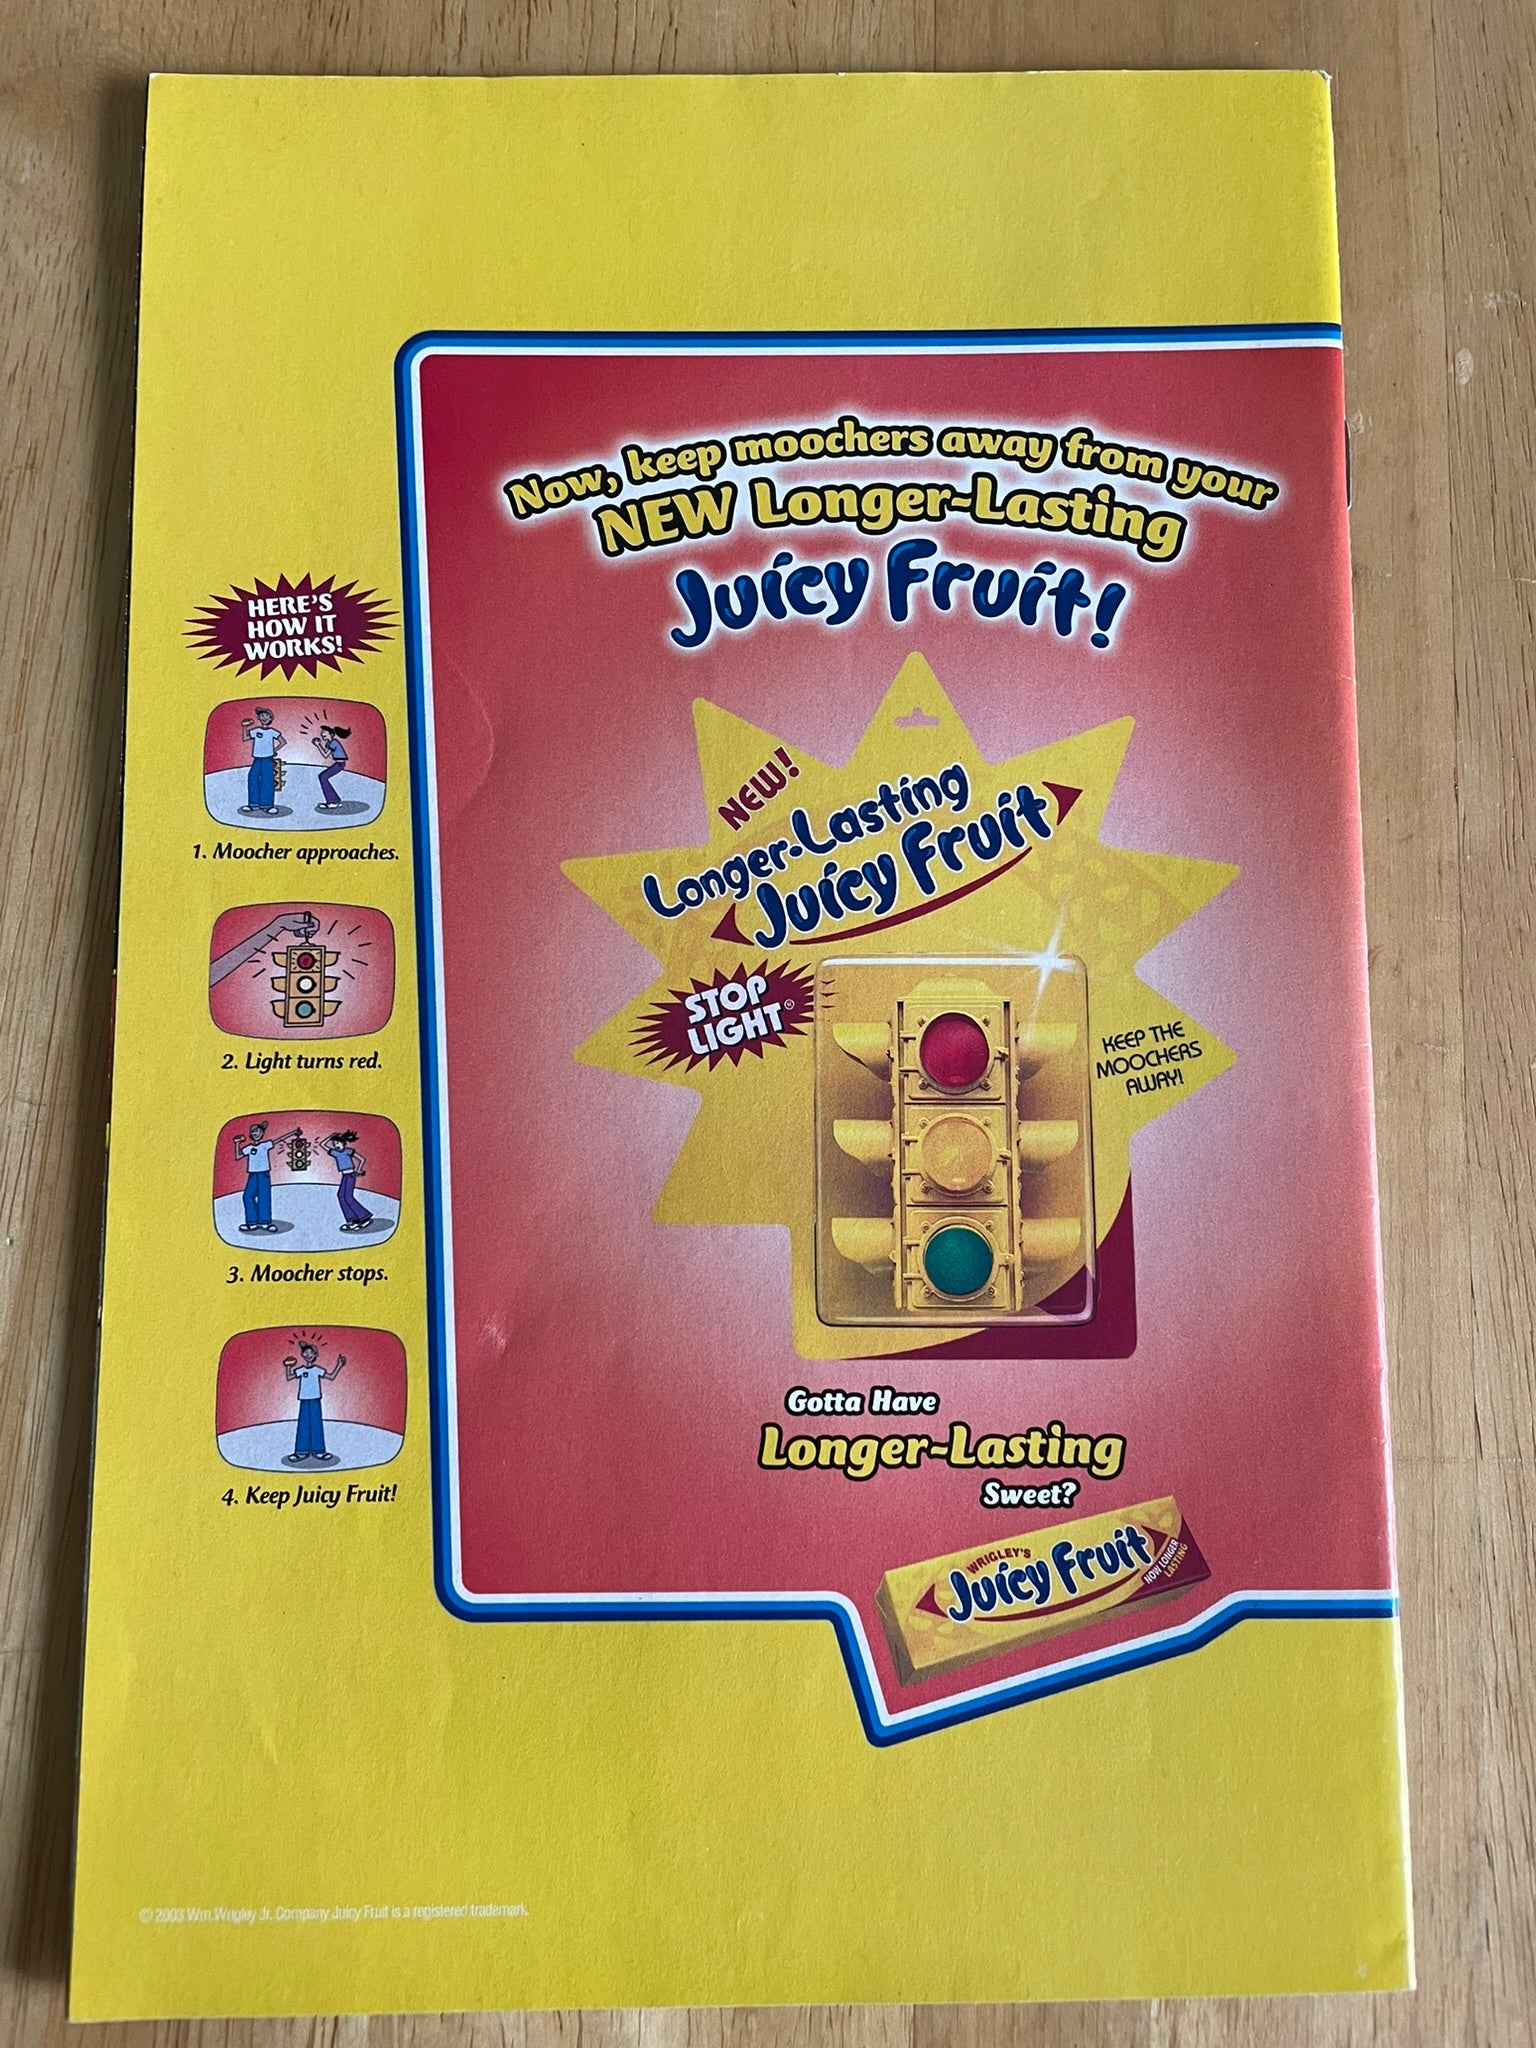 Now, keep moochers away from your
NEW Longer-Lasting
Juicy Fruit!
HERE'S
HOW IT
WORKS!
1. Moocher approaches.
2. Light turns red.
3. Moocher stops.
4. Keep Juicy Fruit!
NEW!
Longer-Lasting
Juicy Fruit
STOP
LIGHT®
KEEP THE
MOOCHERS
AWAY!
Gotta Have
Longer-Lasting
Sweet?
WRIGLEY'S
Juicy Fruit
NOW LONGER
LASTING
© 2003 Wm. Wrigley Jr. Company Juicy Fruit is a registered trademark.